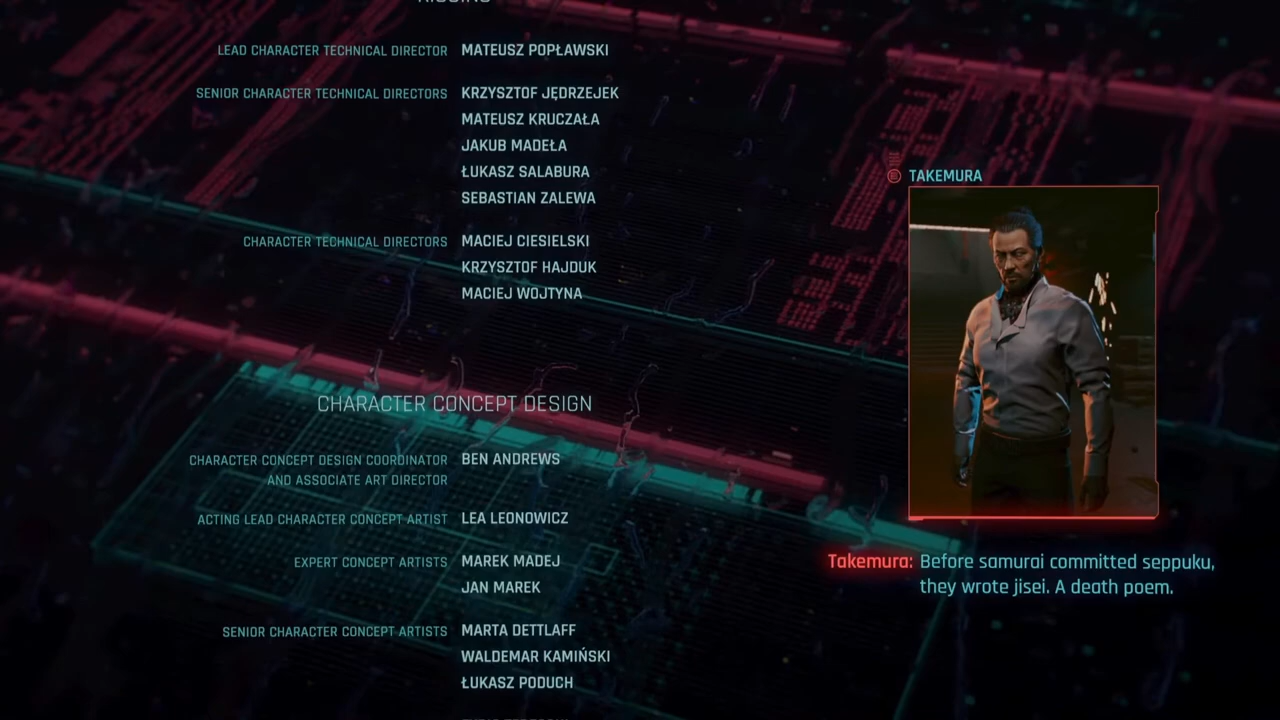 RIGGING
LEAD CHARACTER TECHNICAL DIRECTOR MATEUSZ POPŁAWSKI
SENIOR CHARACTER TECHNICAL DIRECTORS KRZYSZTOF JĘDRZEJEK
MATEUSZ KRUCZAŁA
JAKUB MADEŁA
ŁUKASZ SALABURA
SEBASTIAN ZALEWA
CHARACTER TECHNICAL DIRECTORS MACIEJ CIESIELSKI
KRZYSZTOF HAJDUK
MACIEJ WOJTYNA
CHARACTER CONCEPT DESIGN
CHARACTER CONCEPT DESIGN COORDINATOR BEN ANDREWS
AND ASSOCIATE ART DIRECTOR
ACTING LEAD CHARACTER CONCEPT ARTIST LEA LEONOWICZ
EXPERT CONCEPT ARTISTS MAREK MADEJ
JAN MAREK
SENIOR CHARACTER CONCEPT ARTISTS MARTA DETTLAFF
WALDEMAR KAMIŃSKI
ŁUKASZ PODUCH
TAKEMURA
Takemura: Before samurai committed seppuku,
they wrote jisei. A death poem.